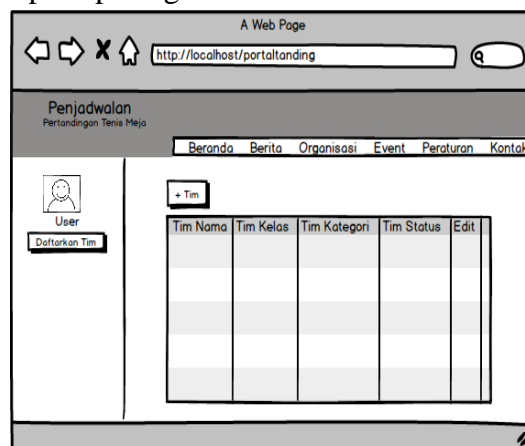 A Web Page
http://localhost/portaltanding
Penjadwalan
Pertandingan Tenis Meja
Beranda Berita Organisasi Event Peraturan Kontak
User
Daftarkan Tim
+ Tim
Tim Nama Tim Kelas Tim Kategori Tim Status Edit